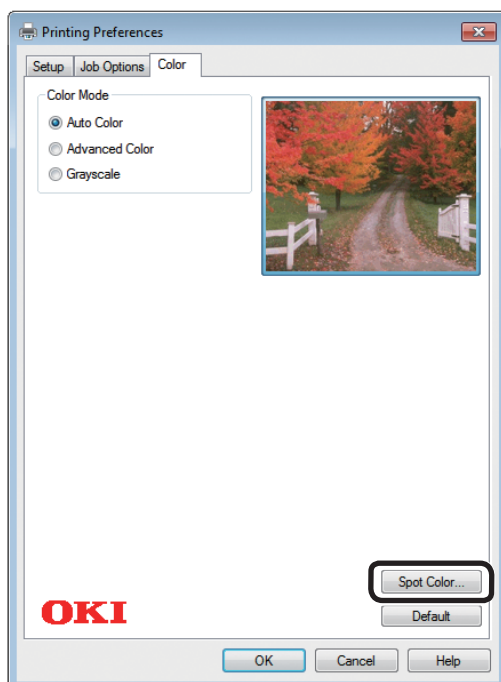 Printing Preferences
Setup Job Options Color
Color Mode
Auto Color
Advanced Color
Grayscale
Spot Color...
OKI
Default
OK Cancel Help